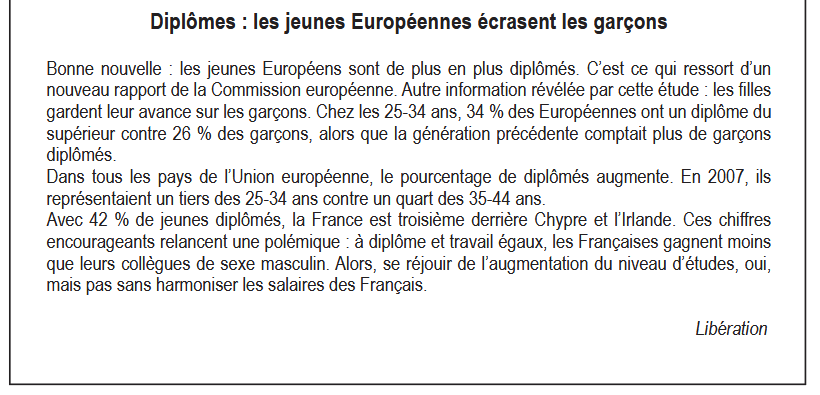 Diplômes : les jeunes Européennes écrasent les garçons
Bonne nouvelle : les jeunes Européens sont de plus en plus diplômés. C’est ce qui ressort d’un
nouveau rapport de la Commission européenne. Autre information révélée par cette étude : les filles
gardent leur avance sur les garçons. Chez les 25-34 ans, 34 % des Européennes ont un diplôme du
supérieur contre 26 % des garçons, alors que la génération précédente comptait plus de garçons
diplômés.
Dans tous les pays de l’Union européenne, le pourcentage de diplômés augmente. En 2007, ils
représentaient un tiers des 25-34 ans contre un quart des 35-44 ans.
Avec 42 % de jeunes diplômés, la France est troisième derrière Chypre et l’Irlande. Ces chiffres
encourageants relancent une polémique : à diplôme et travail égaux, les Françaises gagnent moins
que leurs collègues de sexe masculin. Alors, se réjouir de l’augmentation du niveau d’études, oui,
mais pas sans harmoniser les salaires des Français.
Libération